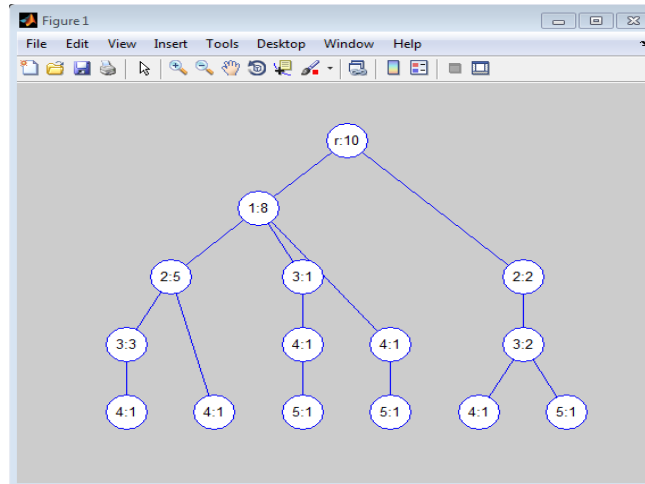 Figure 1
File Edit View Insert Tools Desktop Window Help
r:10
1:8
2:5 3:1 2:2
3:3 4:1 4:1 3:2
4:1 4:1 5:1 5:1 4:1 5:1